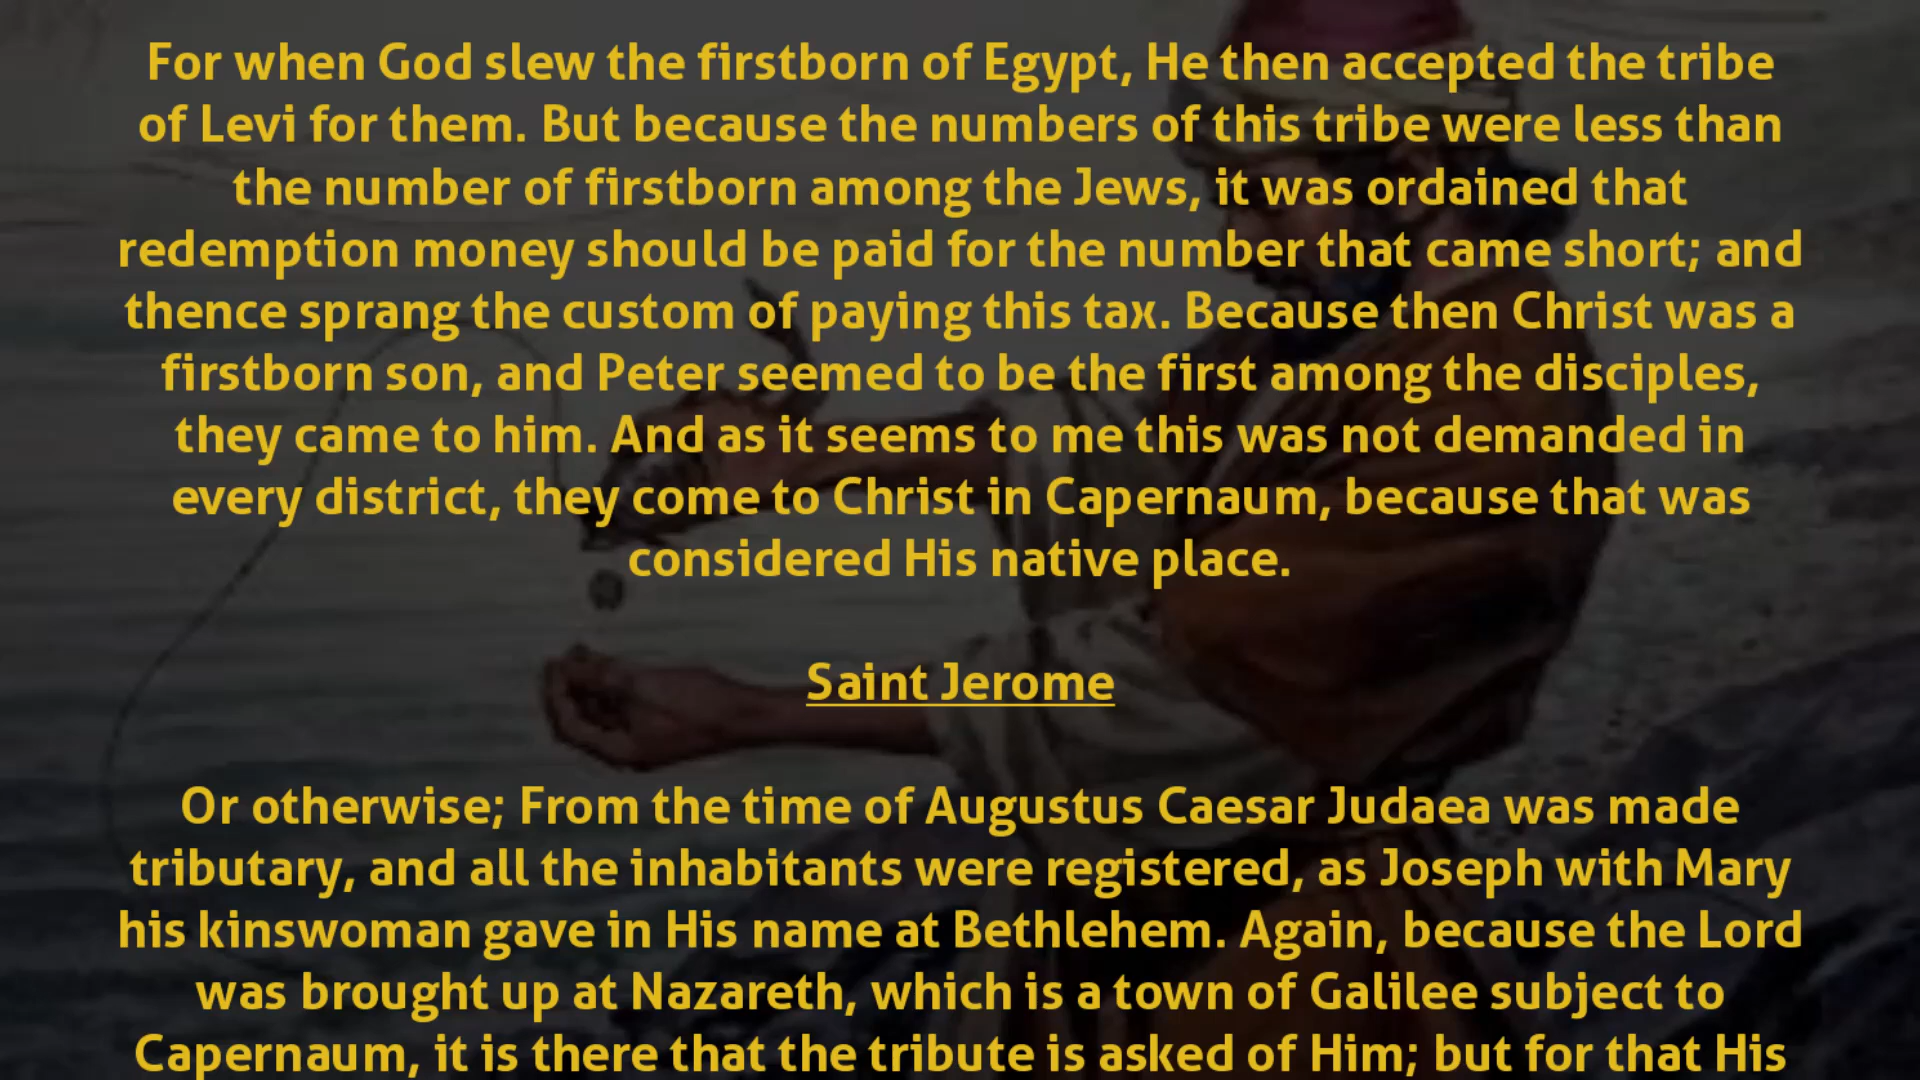 For when God slew the firstborn of Egypt, He then accepted the tribe
of Levi for them. But because the numbers of this tribe were less than
the number of firstborn among the Jews, it was ordained that
redemption money should be paid for the number that came short; and
thence sprang the custom of paying this tax. Because then Christ was a
firstborn son, and Peter seemed to be the first among the disciples,
they came to him. And as it seems to me this was not demanded in
every district, they come to Christ in Capernaum, because that was
considered His native place.
Saint Jerome
Or otherwise; From the time of Augustus Caesar Judaea was made
tributary, and all the inhabitants were registered, as Joseph with Mary
his kinswoman gave in His name at Bethlehem. Again, because the Lord
was brought up at Nazareth, which is a town of Galilee subject to
Capernaum, it is there that the tribute is asked of Him; but for that His